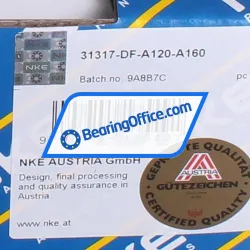 NKE
31317-DF-A120-A160
Batch no. 9A8B7C
pc
BearingOffice.com
NKE AUSTRIA GmbH
Design, final processing
and quality assurance in
Austria
www.nke.at
GEPRÜFTE QUALITÄT
AUSTRIA
GÜTEZEICHEN
CERTIFIED QUALITY